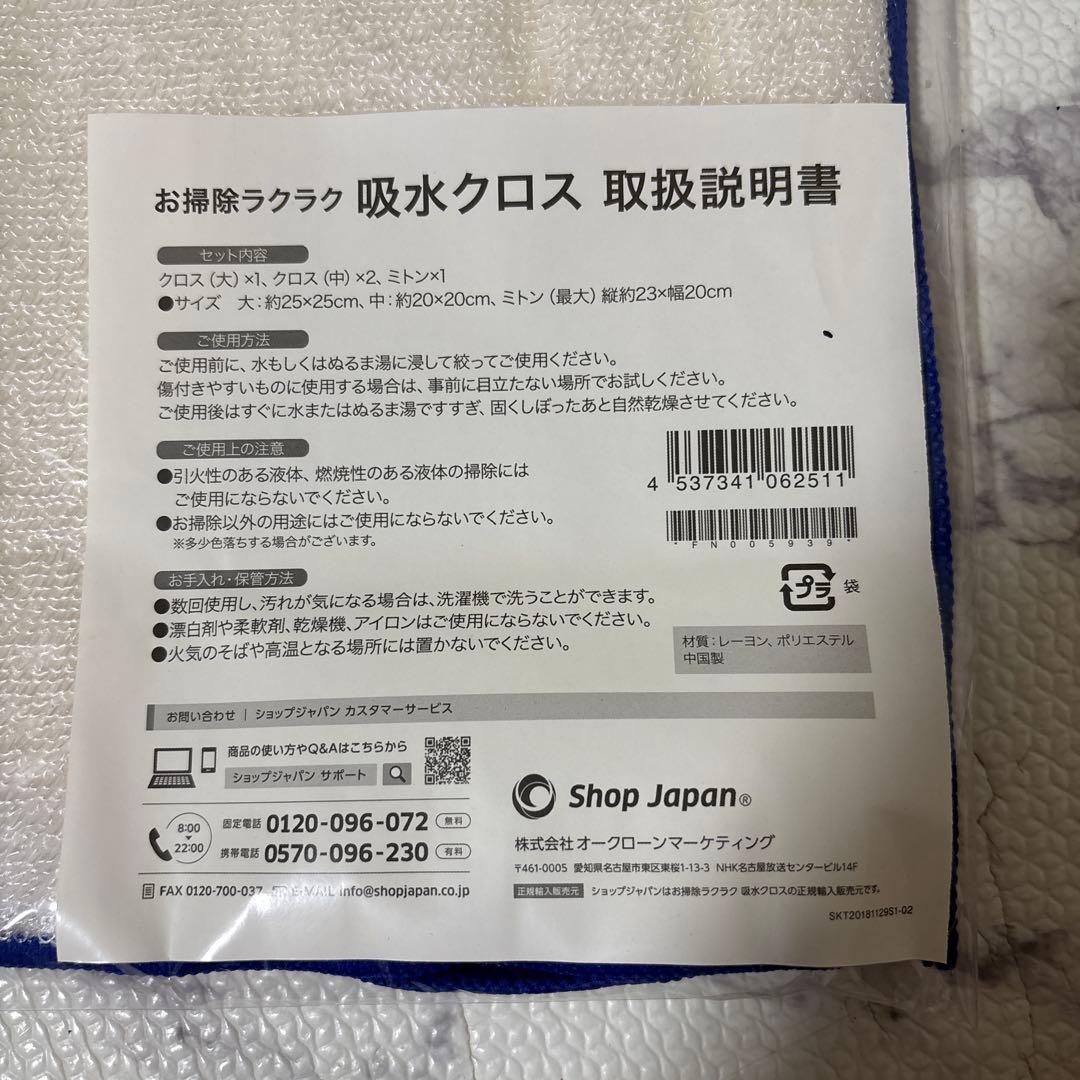 お掃除ラクラク 吸水クロス 取扱説明書
セット内容
クロス(大)×1、クロス(中)×2、ミトン×1
●サイズ 大:約25×25cm、中:約20×20cm、ミトン(最大)縦約23×幅20cm
ご使用方法
ご使用前に、水もしくはぬるま湯に浸して絞ってご使用ください。
傷付きやすいものに使用する場合は、事前に目立たない場所でお試しください。
ご使用後はすぐに水またはぬるま湯ですすぎ、固くしぼったあと自然乾燥させてください。
ご使用上の注意
●引火性のある液体、燃焼性のある液体の掃除には
ご使用にならないでください。
●お掃除以外の用途にはご使用にならないでください。
※多少色落ちする場合がございます。
4 537341 062511
*FN005939*
お手入れ・保管方法
●数回使用し、汚れが気になる場合は、洗濯機で洗うことができます。
●漂白剤や柔軟剤、乾燥機、アイロンはご使用にならないでください。
●火気のそばや高温となる場所には置かないでください。
プラ 袋
材質:レーヨン、ポリエステル
中国製
お問い合わせ | ショップジャパン カスタマーサービス
商品の使い方やQ&Aはこちらから
ショップジャパン サポート
8:00
22:00
固定電話 0120-096-072 無料
携帯電話 0570-096-230 有料
FAX 0120-700-037 E-MAIL info@shopjapan.co.jp
Shop Japan®
株式会社オークローンマーケティング
〒461-0005 愛知県名古屋市東区東桜1-13-3 NHK名古屋放送センタービル14F
正規輸入販売元 ショップジャパンはお掃除ラクラク 吸水クロスの正規輸入販売元です。
SKT20181129S1-02